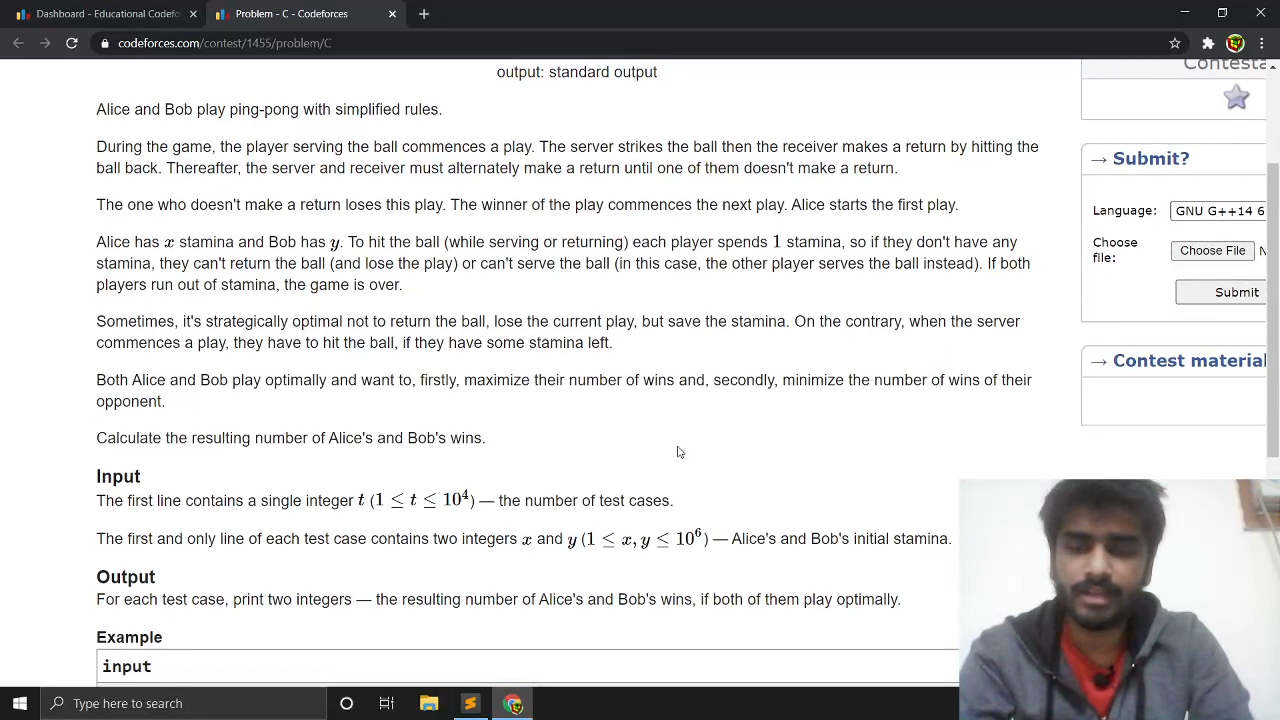 Dashboard - Educational Codefo
Problem - C - Codeforces
codeforces.com/contest/1455/problem/C
output: standard output
Contesta
Alice and Bob play ping-pong with simplified rules.
During the game, the player serving the ball commences a play. The server strikes the ball then the receiver makes a return by hitting the
ball back. Thereafter, the server and receiver must alternately make a return until one of them doesn't make a return.
→ Submit?
The one who doesn't make a return loses this play. The winner of the play commences the next play. Alice starts the first play.
Language:
GNU G++14 6
Alice has x stamina and Bob has y. To hit the ball (while serving or returning) each player spends 1 stamina, so if they don't have any
stamina, they can't return the ball (and lose the play) or can't serve the ball (in this case, the other player serves the ball instead). If both
players run out of stamina, the game is over.
Choose
file:
Choose File
N
Submit
Sometimes, it's strategically optimal not to return the ball, lose the current play, but save the stamina. On the contrary, when the server
commences a play, they have to hit the ball, if they have some stamina left.
→ Contest material
Both Alice and Bob play optimally and want to, firstly, maximize their number of wins and, secondly, minimize the number of wins of their
opponent.
Calculate the resulting number of Alice's and Bob's wins.
Input
The first line contains a single integer t (1 ≤ t ≤ 10⁴) — the number of test cases.
The first and only line of each test case contains two integers x and y (1 ≤ x, y ≤ 10⁶) — Alice's and Bob's initial stamina.
Output
For each test case, print two integers — the resulting number of Alice's and Bob's wins, if both of them play optimally.
Example
input
Type here to search